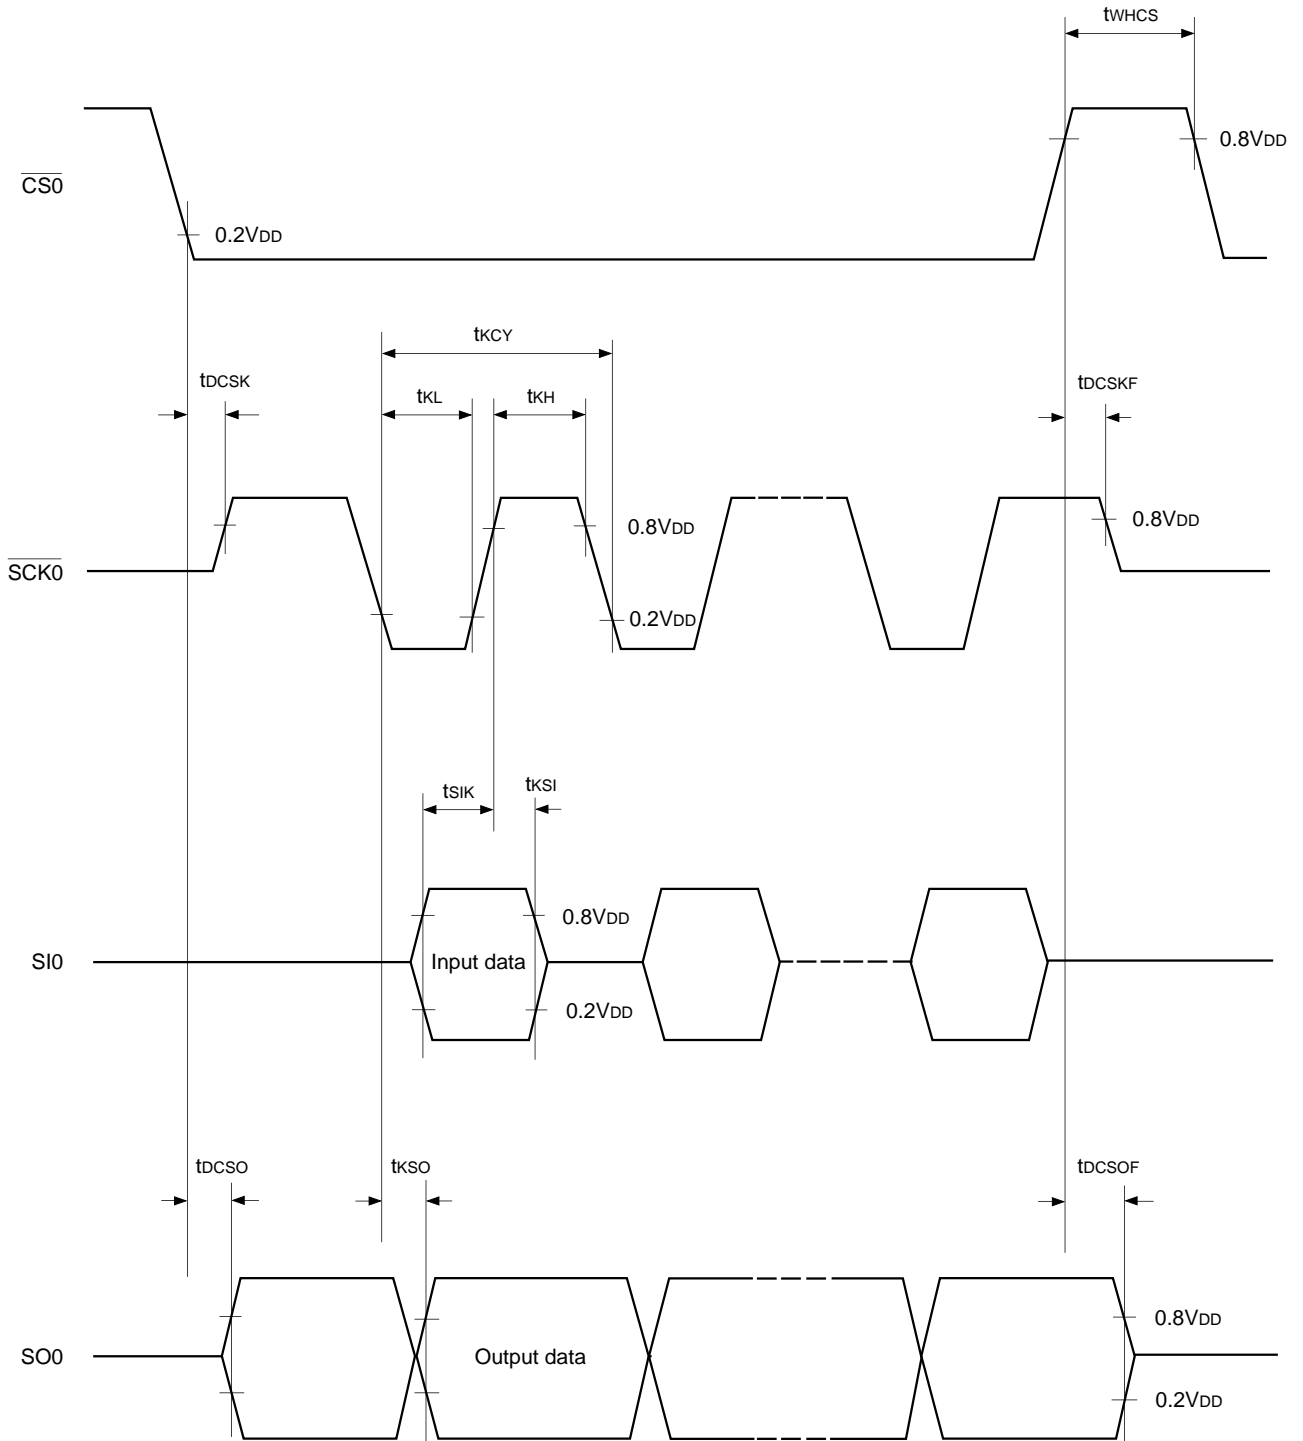 tWHCS
0.8VDD
CS0
0.2VDD
tKCY
tDCSK
tKL
tKH
tDCSKF
0.8VDD
0.8VDD
SCK0
0.2VDD
tSIK
tKSI
0.8VDD
SI0
Input data
0.2VDD
tDCSO
tKSO
tDCSOF
0.8VDD
SO0
Output data
0.2VDD